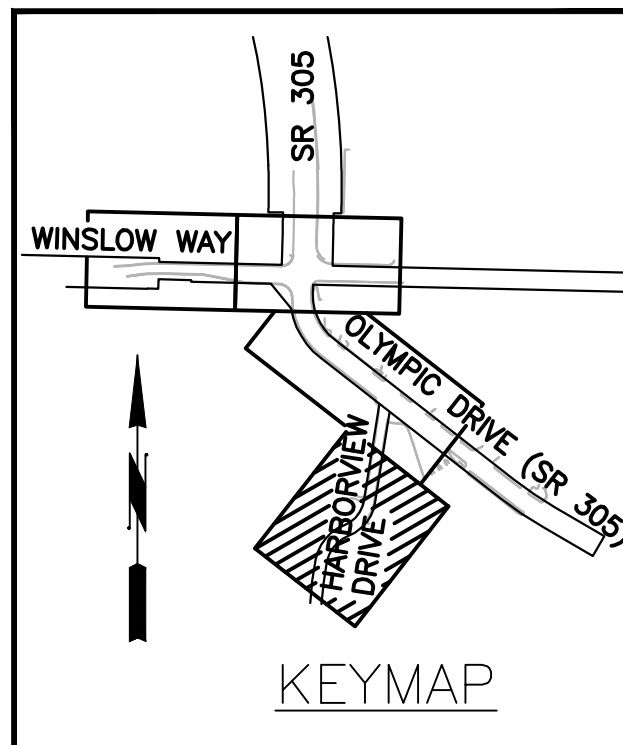 SR 305
WINSLOW WAY
OLYMPIC DRIVE (SR 305)
HARBORVIEW
DRIVE
N
KEYMAP